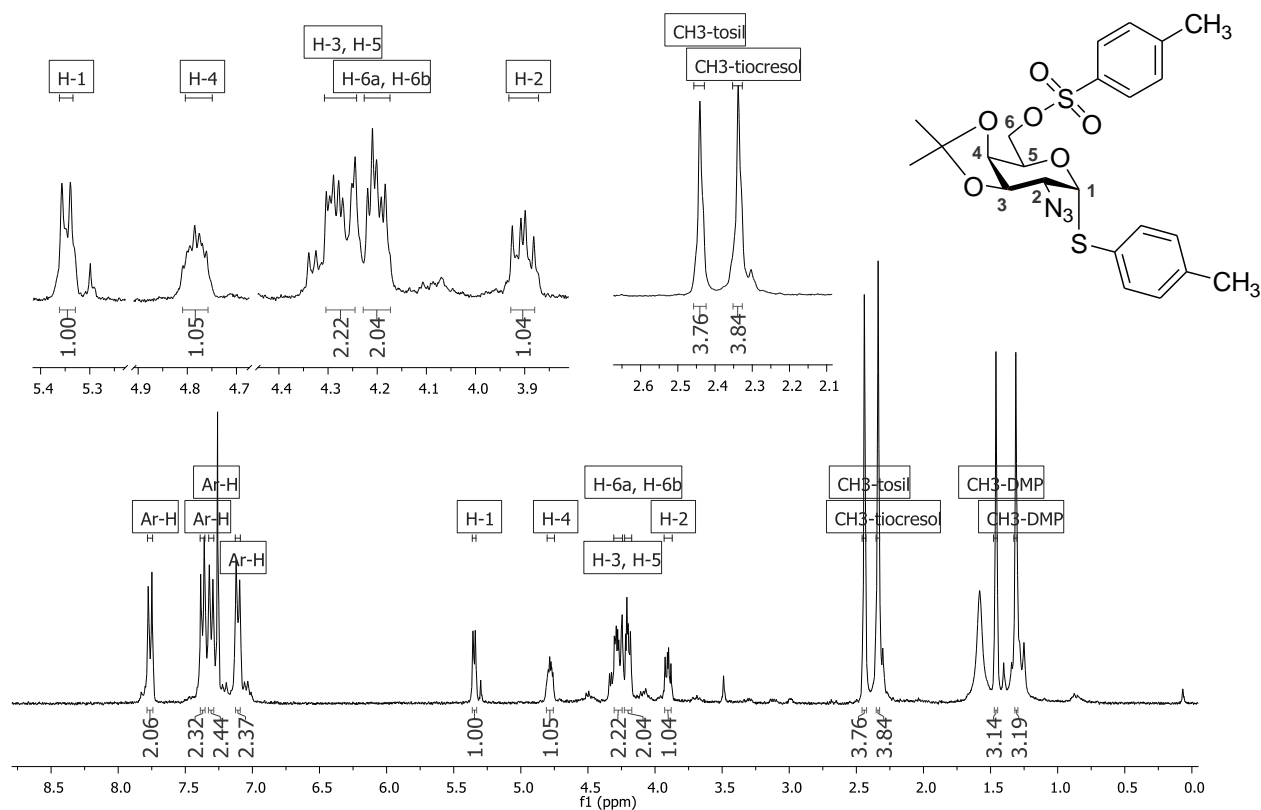 H-1
H-4
H-3, H-5
H-6a, H-6b
H-2
CH3-tosil
CH3-tiocresol
1.00
1.05
2.22
2.04
1.04
3.76
3.84
5.4 5.3 4.9 4.8 4.7 4.4 4.3 4.2 4.1 4.0 3.9
2.6 2.5 2.4 2.3 2.2 2.1
CH3
O
S
O
O
6
O
4
5
O
O
3
2
1
N3
S
CH3
Ar-H
Ar-H
Ar-H
Ar-H
H-1
H-4
H-6a, H-6b
H-3, H-5
H-2
CH3-tosil
CH3-tiocresol
CH3-DMP
CH3-DMP
2.06
2.32
2.44
2.37
1.00
1.05
2.22
2.04
1.04
3.76
3.84
3.14
3.19
8.5 8.0 7.5 7.0 6.5 6.0 5.5 5.0 4.5 4.0 3.5 3.0 2.5 2.0 1.5 1.0 0.5 0.0
f1 (ppm)